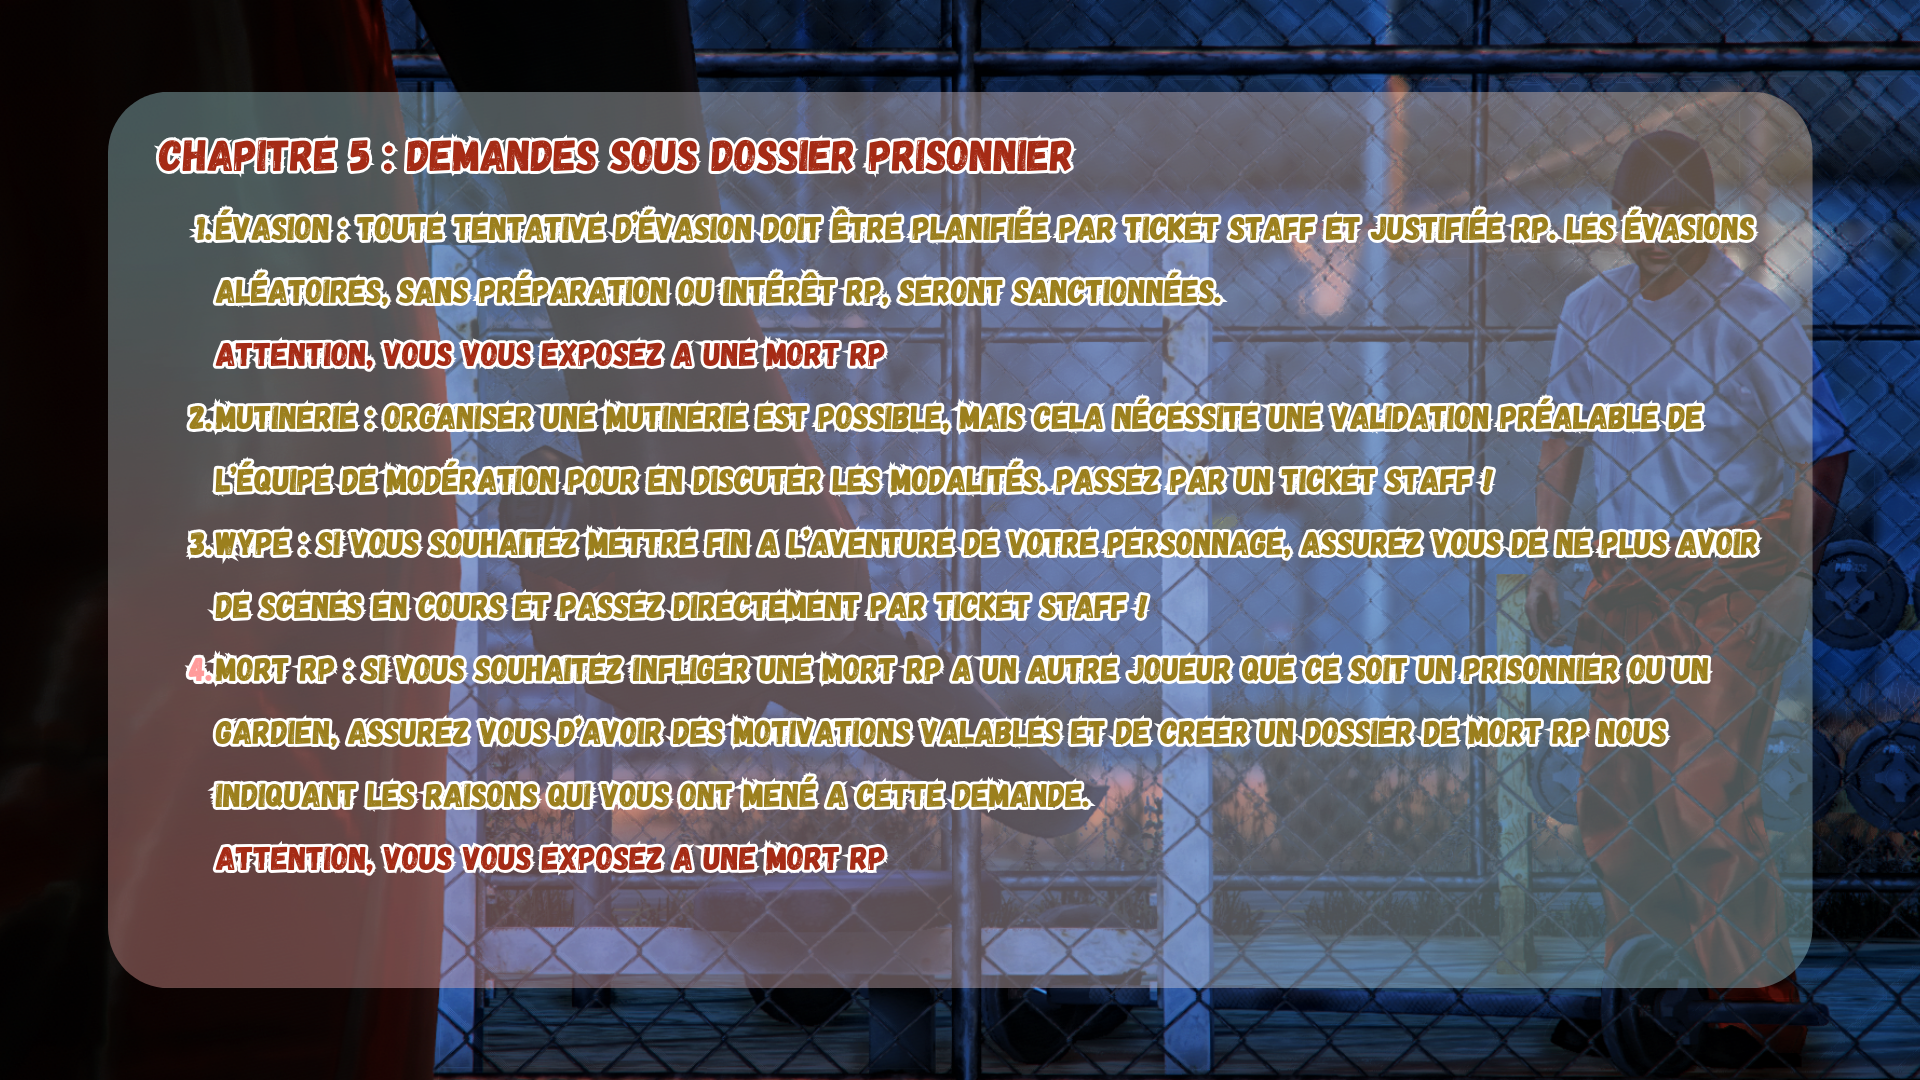 CHAPITRE 5 : DEMANDES SOUS DOSSIER PRISONNIER
1.ÉVASION : TOUTE TENTATIVE D'ÉVASION DOIT ÊTRE PLANIFIÉE PAR TICKET STAFF ET JUSTIFIÉE RP. LES ÉVASIONS
ALÉATOIRES, SANS PRÉPARATION OU INTÉRÊT RP, SERONT SANCTIONNÉES.
ATTENTION, VOUS VOUS EXPOSEZ A UNE MORT RP
2.MUTINERIE : ORGANISER UNE MUTINERIE EST POSSIBLE, MAIS CELA NÉCESSITE UNE VALIDATION PRÉALABLE DE
L'ÉQUIPE DE MODÉRATION POUR EN DISCUTER LES MODALITÉS. PASSEZ PAR UN TICKET STAFF !
3.WYPE : SI VOUS SOUHAITEZ METTRE FIN A L'AVENTURE DE VOTRE PERSONNAGE, ASSUREZ VOUS DE NE PLUS AVOIR
DE SCENES EN COURS ET PASSEZ DIRECTEMENT PAR TICKET STAFF !
4.MORT RP : SI VOUS SOUHAITEZ INFLIGER UNE MORT RP A UN AUTRE JOUEUR QUE CE SOIT UN PRISONNIER OU UN
GARDIEN, ASSUREZ VOUS D'AVOIR DES MOTIVATIONS VALABLES ET DE CREER UN DOSSIER DE MORT RP NOUS
INDIQUANT LES RAISONS QUI VOUS ONT MENÉ A CETTE DEMANDE.
ATTENTION, VOUS VOUS EXPOSEZ A UNE MORT RP